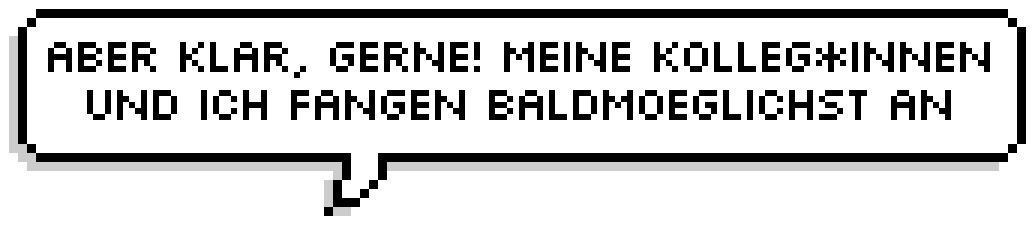 ABER KLAR, GERNE! MEINE KOLLEG*INNEN
UND ICH FANGEN BALDMOEGLICHST AN